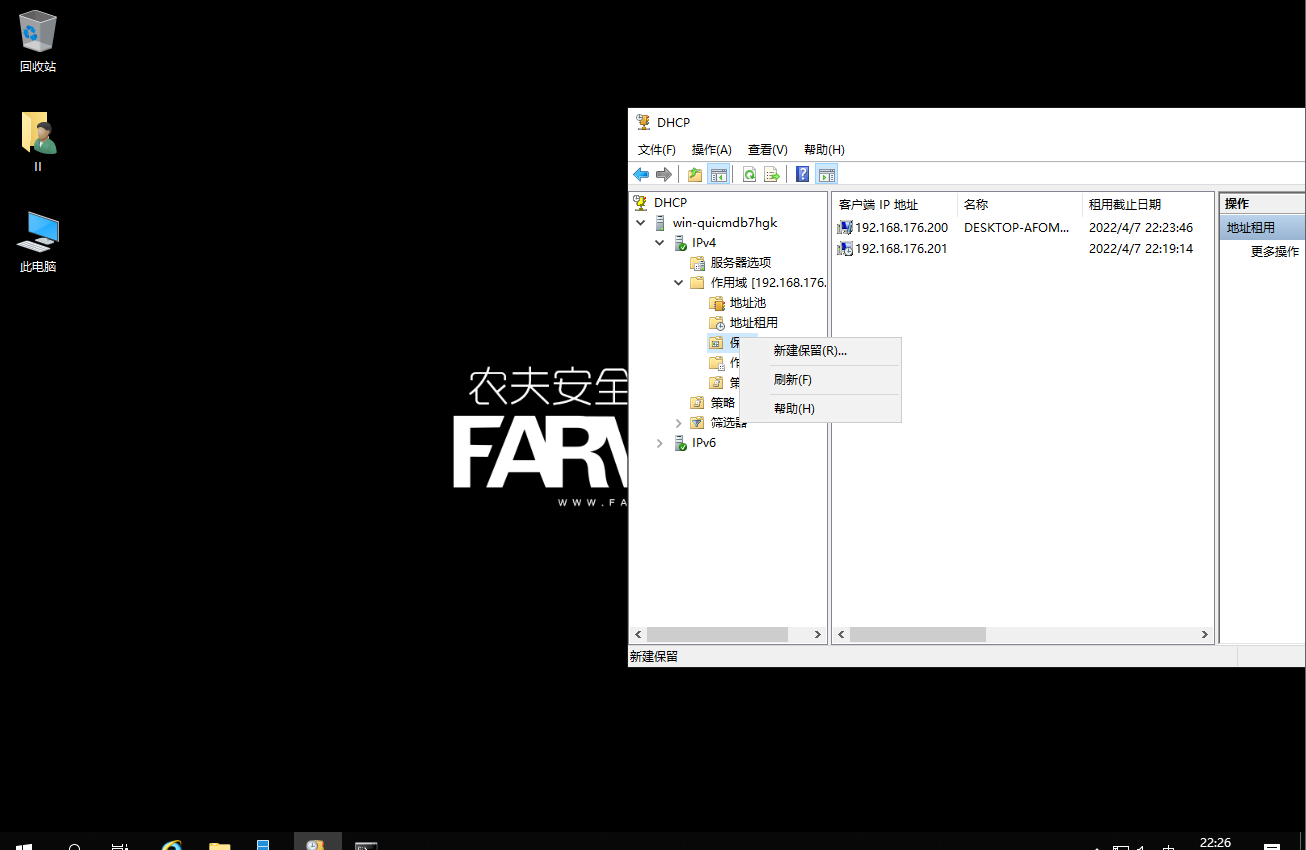 回收站
II
此电脑
农夫安全
FARM
WWW.FA
DHCP
文件(F) 操作(A) 查看(V) 帮助(H)
DHCP
win-quicmdb7hgk
IPv4
服务器选项
作用域 [192.168.176.
地址池
地址租用
保
作
策
策略
筛选器
IPv6
新建保留(R)...
刷新(F)
帮助(H)
客户端 IP 地址 名称 租用截止日期
192.168.176.200 DESKTOP-AFOM... 2022/4/7 22:23:46
192.168.176.201 2022/4/7 22:19:14
操作
地址租用
更多操作
新建保留
中
22:26